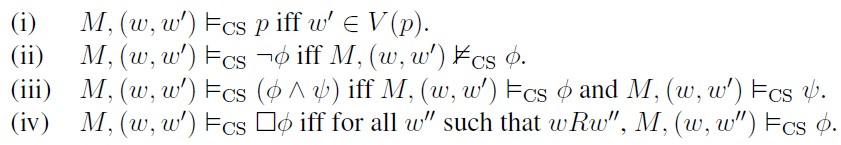 (i) M, (w, w′) ⊨CS p iff w′ ∈ V(p).
(ii) M, (w, w′) ⊨CS ¬ϕ iff M, (w, w′) ⊭CS ϕ.
(iii) M, (w, w′) ⊨CS (ϕ ∧ ψ) iff M, (w, w′) ⊨CS ϕ and M, (w, w′) ⊨CS ψ.
(iv) M, (w, w′) ⊨CS □ϕ iff for all w′′ such that wRw′′, M, (w, w′′) ⊨CS ϕ.